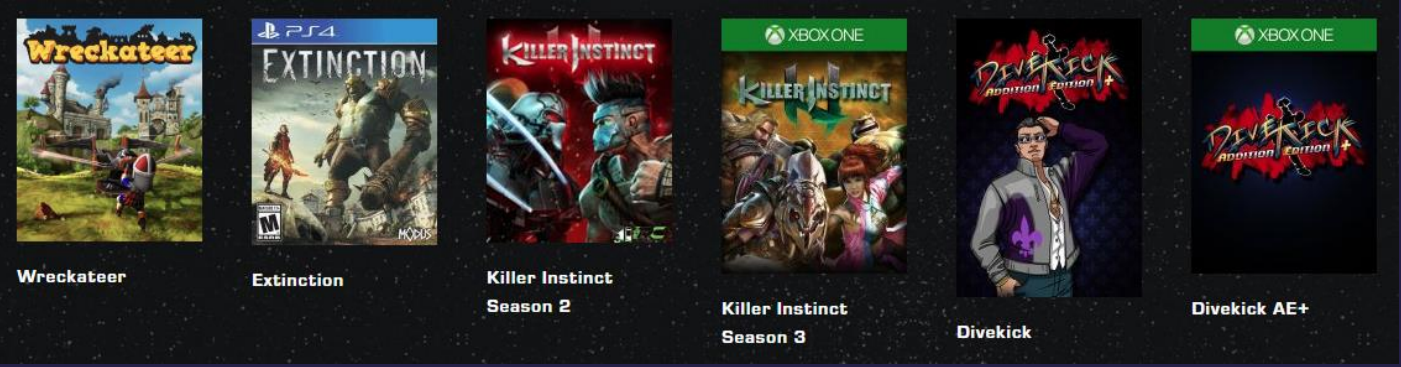 Wreckateer
PS4
EXTINCTION
M
MODUS
KILLER INSTINCT
XBOX ONE
KILLER INSTINCT
DIVEKICK
ADDITION EDITION +
XBOX ONE
DIVEKICK
ADDITION EDITION +
Wreckateer
Extinction
Killer Instinct
Season 2
Killer Instinct
Season 3
Divekick
Divekick AE+